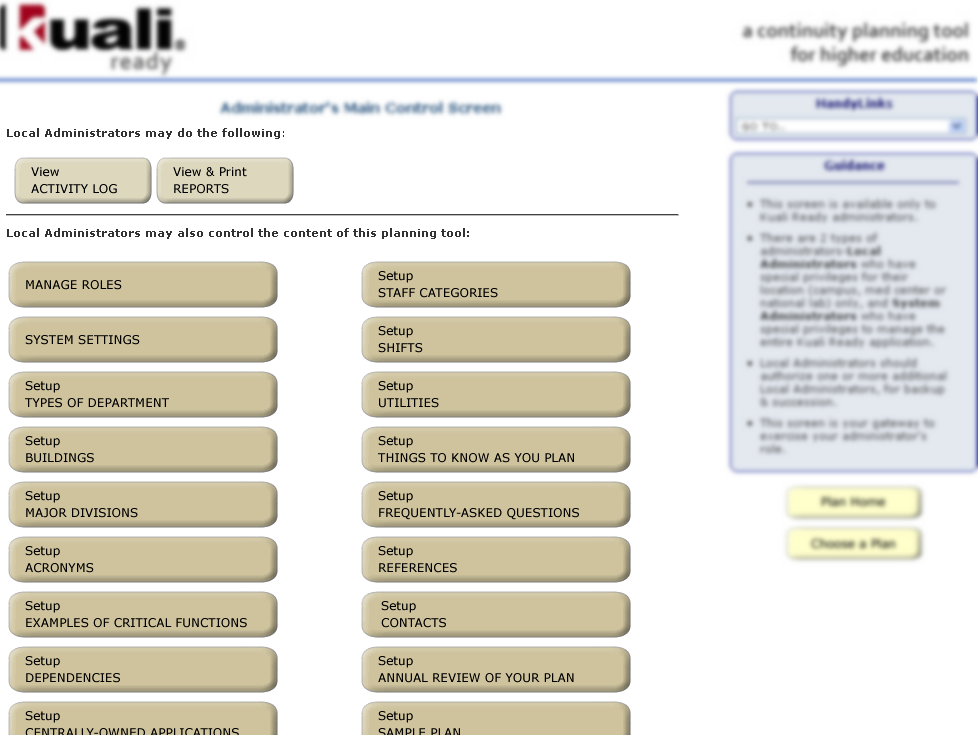 kuali.
ready
a continuity planning tool
for higher education
Administrator's Main Control Screen
Local Administrators may do the following:
View
ACTIVITY LOG
View & Print
REPORTS
Local Administrators may also control the content of this planning tool:
MANAGE ROLES
Setup
STAFF CATEGORIES
SYSTEM SETTINGS
Setup
SHIFTS
Setup
TYPES OF DEPARTMENT
Setup
UTILITIES
Setup
BUILDINGS
Setup
THINGS TO KNOW AS YOU PLAN
Setup
MAJOR DIVISIONS
Setup
FREQUENTLY-ASKED QUESTIONS
Setup
ACRONYMS
Setup
REFERENCES
Setup
EXAMPLES OF CRITICAL FUNCTIONS
Setup
CONTACTS
Setup
DEPENDENCIES
Setup
ANNUAL REVIEW OF YOUR PLAN
Setup
CENTRALLY-OWNED APPLICATIONS
Setup
SAMPLE PLAN
HandyLinks
GO TO..
Guidance
This screen is available only to
Kuali Ready administrators.
There are 2 types of
administrators: Local
Administrators who have
special privileges for their
location (campus, med center or
national lab) only, and System
Administrators who have
special privileges to manage the
entire Kuali Ready application.
Local Administrators should
authorize one or more additional
Local Administrators, for backup
& succession.
This screen is your gateway to
exercise your administrator's
role.
Plan Home
Choose a Plan